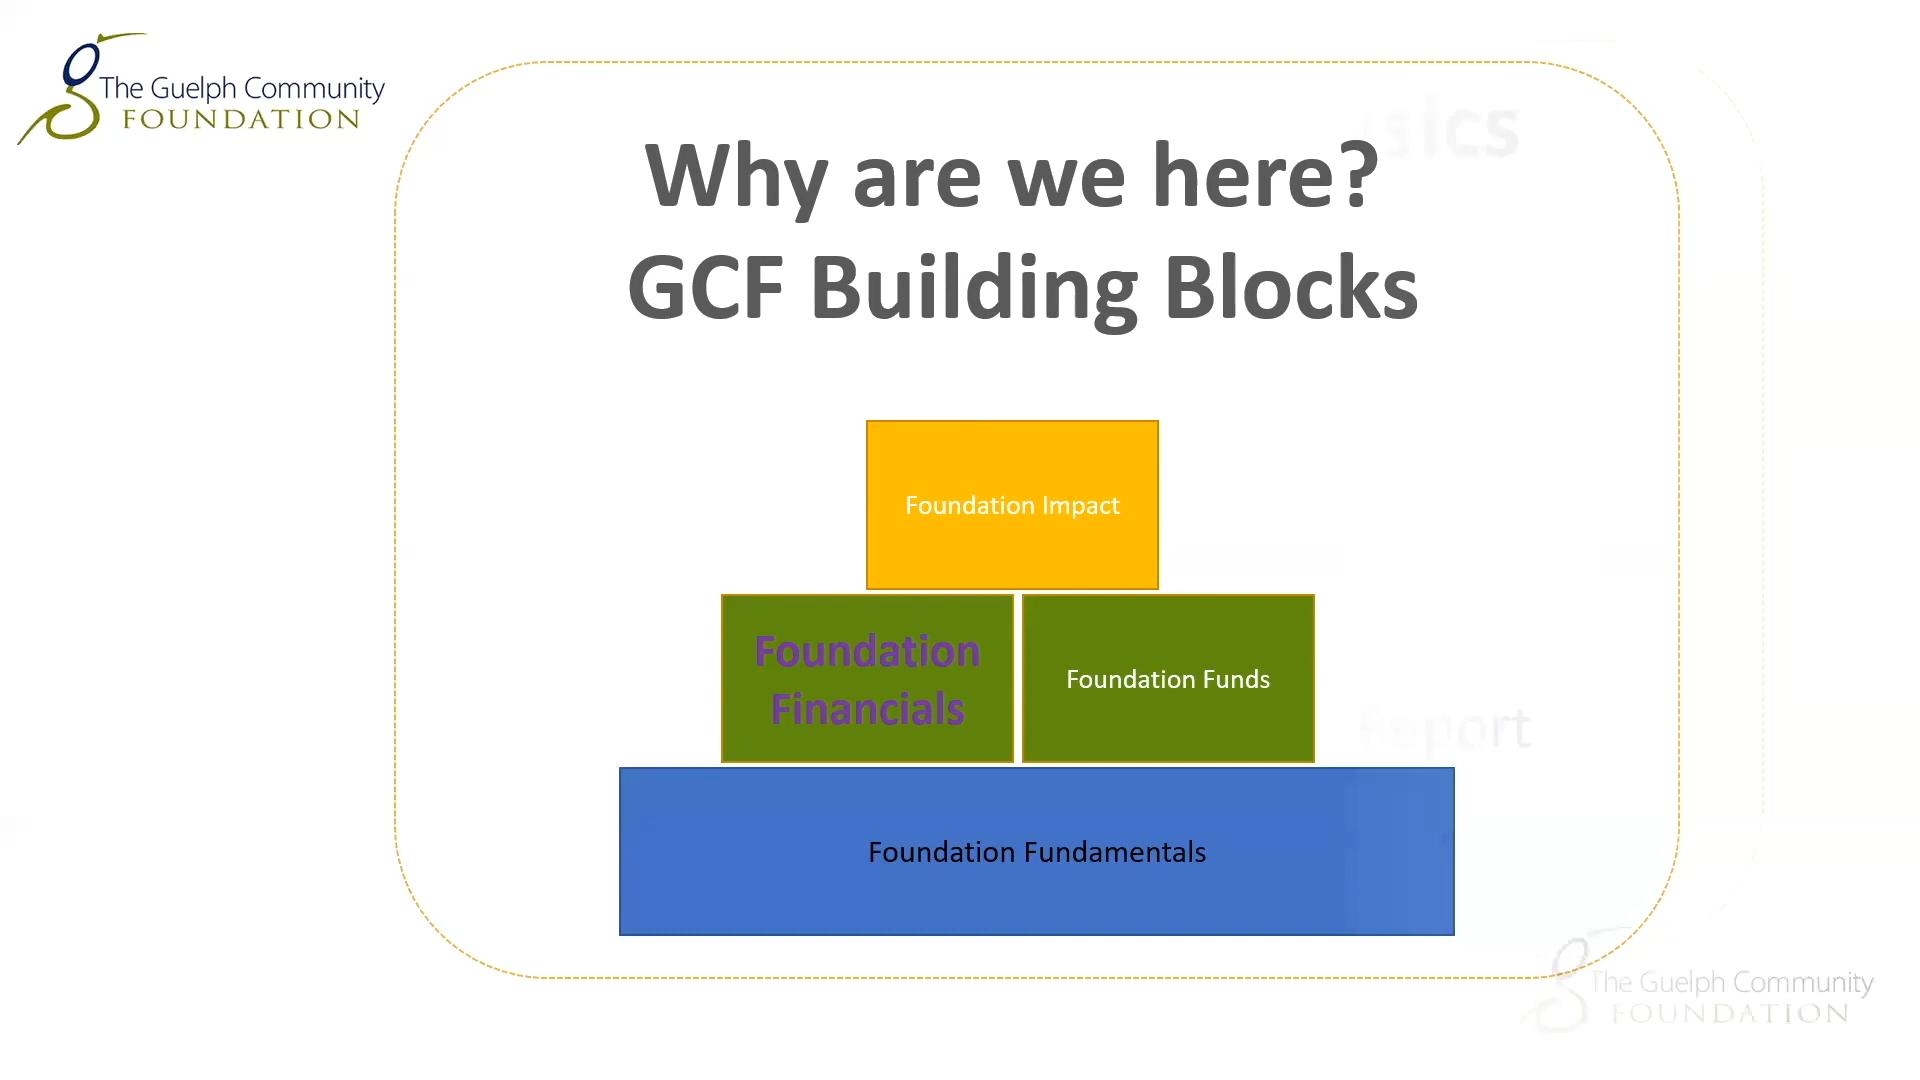 The Guelph Community
FOUNDATION
Why are we here?
GCF Building Blocks
Foundation Impact
Foundation
Financials
Foundation Funds
Report
Foundation Fundamentals
The Guelph Community
FOUNDATION